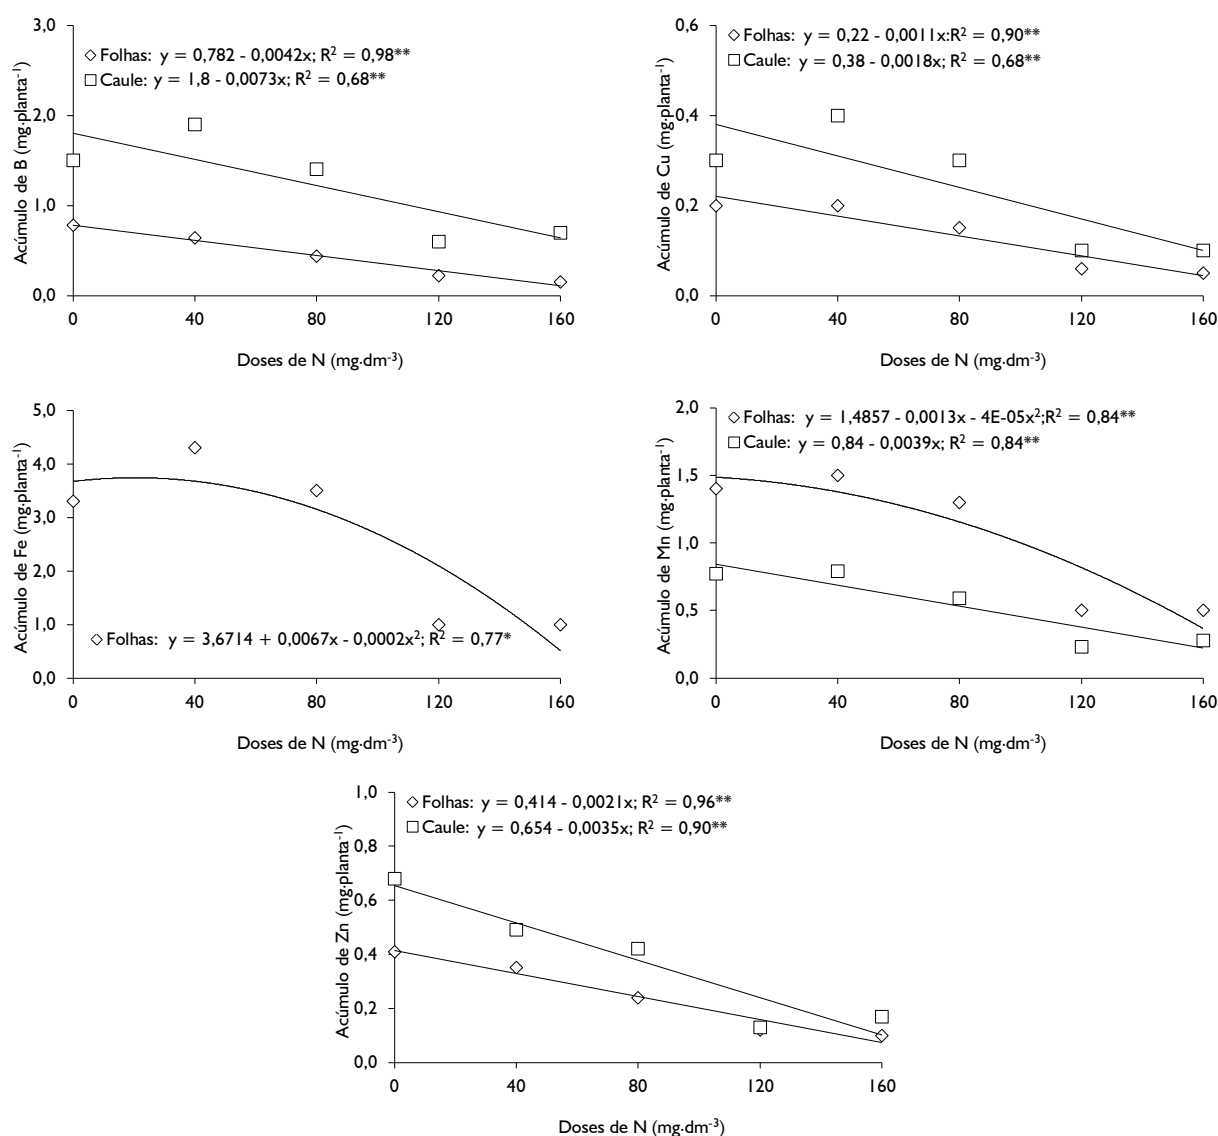 Acúmulo de B (mg·planta⁻¹)
3,0
2,0
1,0
0,0
Folhas: y = 0,782 - 0,0042x; R² = 0,98**
Caule: y = 1,8 - 0,0073x; R² = 0,68**
0 40 80 120 160
Doses de N (mg·dm⁻³)
Acúmulo de Cu (mg·planta⁻¹)
0,6
0,4
0,2
0,0
Folhas: y = 0,22 - 0,0011x:R² = 0,90**
Caule: y = 0,38 - 0,0018x; R² = 0,68**
0 40 80 120 160
Doses de N (mg·dm⁻³)
Acúmulo de Fe (mg·planta⁻¹)
5,0
4,0
3,0
2,0
1,0
0,0
Folhas: y = 3,6714 + 0,0067x - 0,0002x²; R² = 0,77*
0 40 80 120 160
Doses de N (mg·dm⁻³)
Acúmulo de Mn (mg·planta⁻¹)
2,0
1,5
1,0
0,5
0,0
Folhas: y = 1,4857 - 0,0013x - 4E-05x²;R² = 0,84**
Caule: y = 0,84 - 0,0039x; R² = 0,84**
0 40 80 120 160
Doses de N (mg·dm⁻³)
Acúmulo de Zn (mg·planta⁻¹)
1,0
0,8
0,6
0,4
0,2
0,0
Folhas: y = 0,414 - 0,0021x; R² = 0,96**
Caule: y = 0,654 - 0,0035x; R² = 0,90**
0 40 80 120 160
Doses de N (mg·dm⁻³)